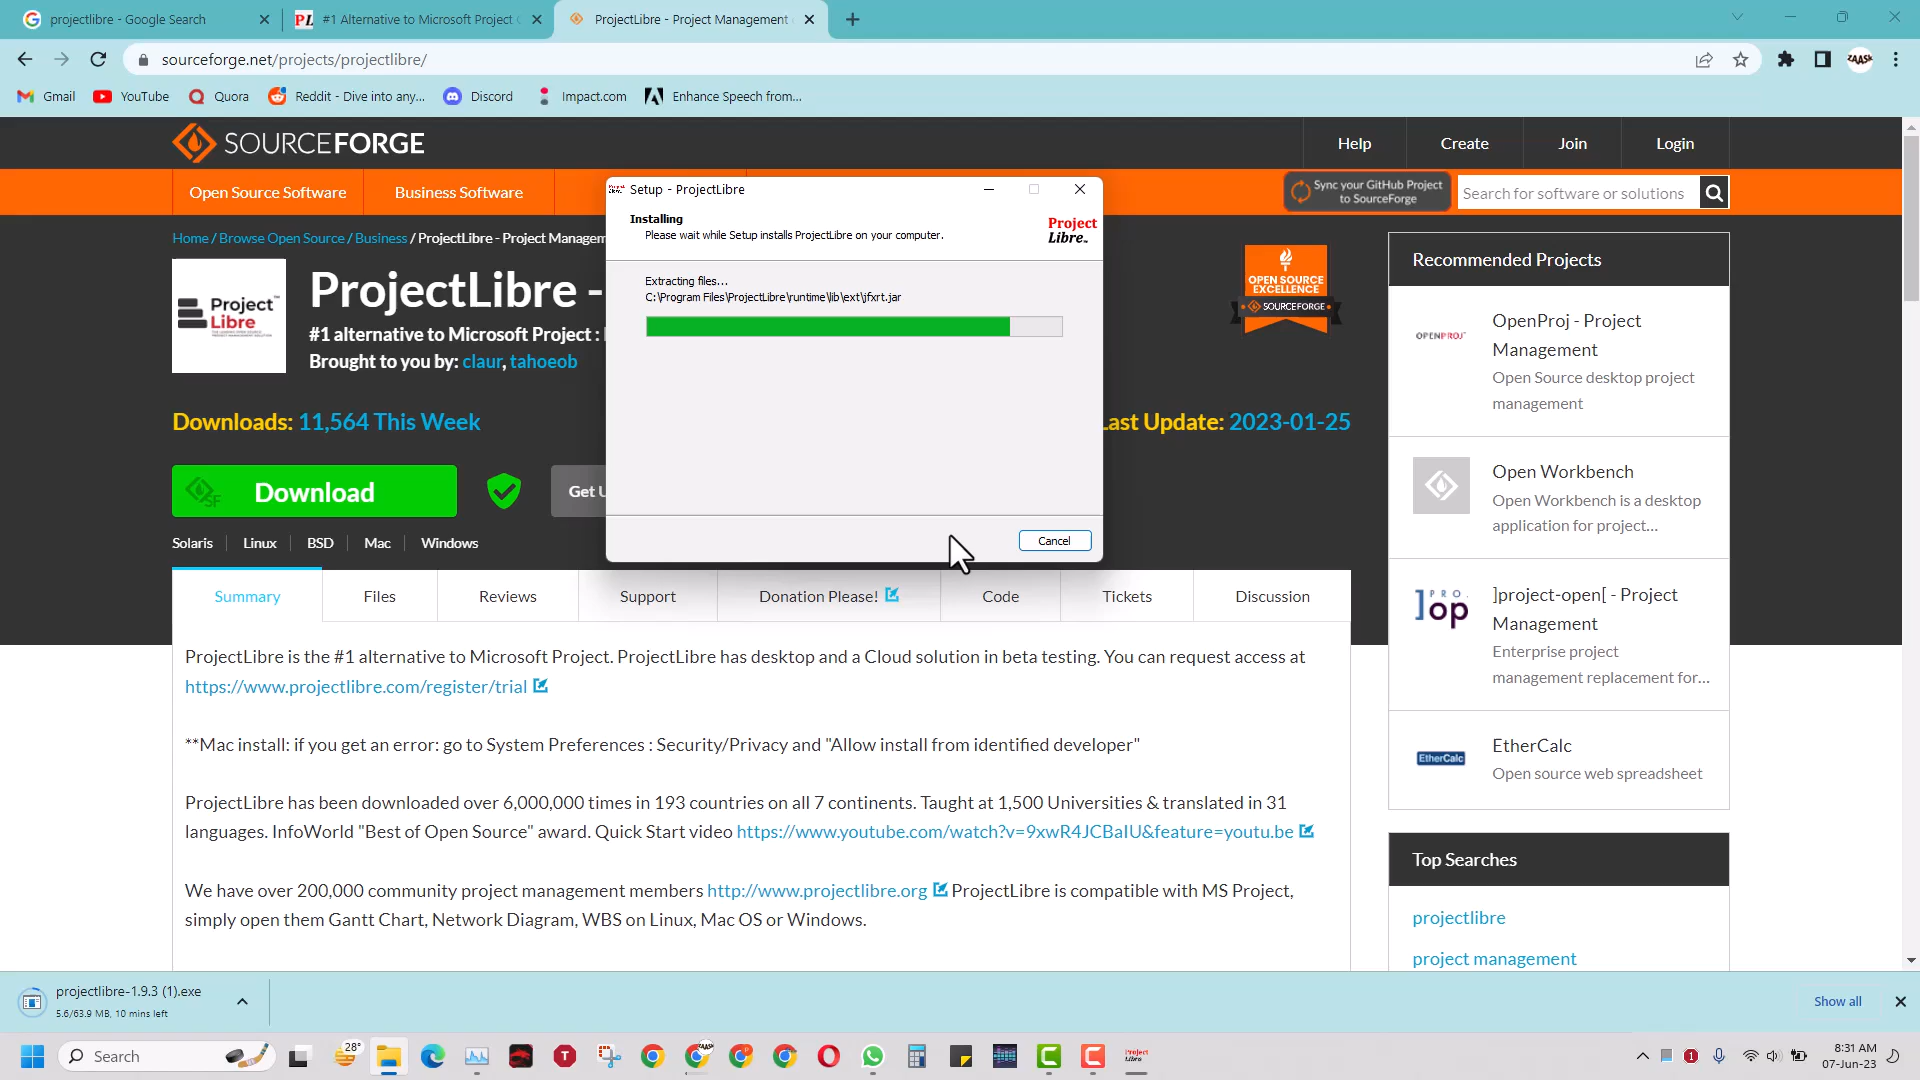 projectlibre - Google Search
#1 Alternative to Microsoft Project
ProjectLibre - Project Management
sourceforge.net/projects/projectlibre/
Gmail
YouTube
Quora
Reddit - Dive into any...
Discord
Impact.com
Enhance Speech from...
SOURCEFORGE
Help
Create
Join
Login
Open Source Software
Business Software
Sync your GitHub Project
to SourceForge
Search for software or solutions
Home / Browse Open Source / Business / ProjectLibre - Project Managem
Project
Libre
ProjectLibre -
#1 alternative to Microsoft Project :
Brought to you by: claur, tahoeob
OPEN SOURCE
EXCELLENCE
SOURCEFORGE
Downloads: 11,564 This Week
Last Update: 2023-01-25
SF
Download
Get U
Solaris
Linux
BSD
Mac
Windows
Setup - ProjectLibre
Installing
Please wait while Setup installs ProjectLibre on your computer.
Project
Libre
Extracting files...
C:\Program Files\ProjectLibre\runtime\lib\ext\jfxrt.jar
Cancel
Summary
Files
Reviews
Support
Donation Please!
Code
Tickets
Discussion
ProjectLibre is the #1 alternative to Microsoft Project. ProjectLibre has desktop and a Cloud solution in beta testing. You can request access at
https://www.projectlibre.com/register/trial
**Mac install: if you get an error: go to System Preferences : Security/Privacy and "Allow install from identified developer"
ProjectLibre has been downloaded over 6,000,000 times in 193 countries on all 7 continents. Taught at 1,500 Universities & translated in 31
languages. InfoWorld "Best of Open Source" award. Quick Start video https://www.youtube.com/watch?v=9xwR4JCBaIU&feature=youtu.be
We have over 200,000 community project management members http://www.projectlibre.org ProjectLibre is compatible with MS Project,
simply open them Gantt Chart, Network Diagram, WBS on Linux, Mac OS or Windows.
Recommended Projects
OPENPROJ
OpenProj - Project
Management
Open Source desktop project
management
Open Workbench
Open Workbench is a desktop
application for project...
]project-open[ - Project
Management
Enterprise project
management replacement for...
EtherCalc
EtherCalc
Open source web spreadsheet
Top Searches
projectlibre
project management
projectlibre-1.9.3 (1).exe
5.6/63.9 MB, 10 mins left
Show all
Search
28°
8:31 AM
07-Jun-23